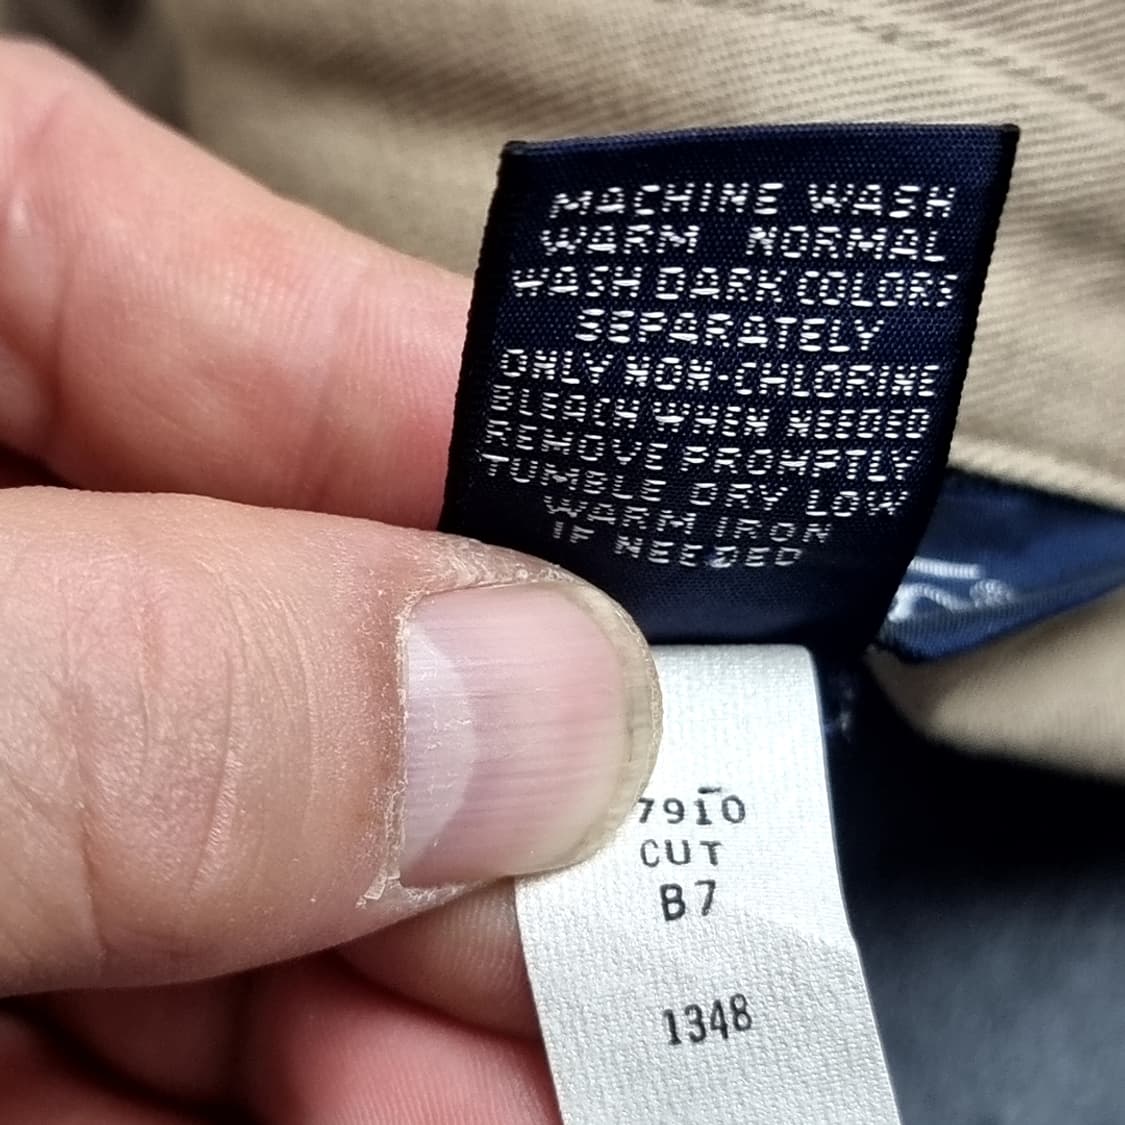 MACHINE WASH
WARM NORMAL
WASH DARK COLORS
SEPARATELY
ONLY NON-CHLORINE
BLEACH WHEN NEEDED
REMOVE PROMPTLY
TUMBLE DRY LOW
WARM IRON
IF NEEDED
7910
CUT
B7
1348